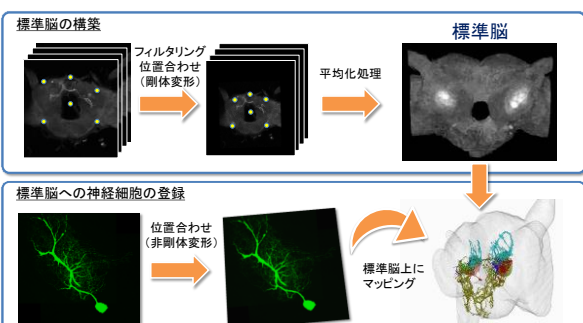 標準脳の構築
フィルタリング
位置合わせ
（剛体変形）
平均化処理
標準脳
標準脳への神経細胞の登録
位置合わせ
（非剛体変形）
標準脳上に
マッピング